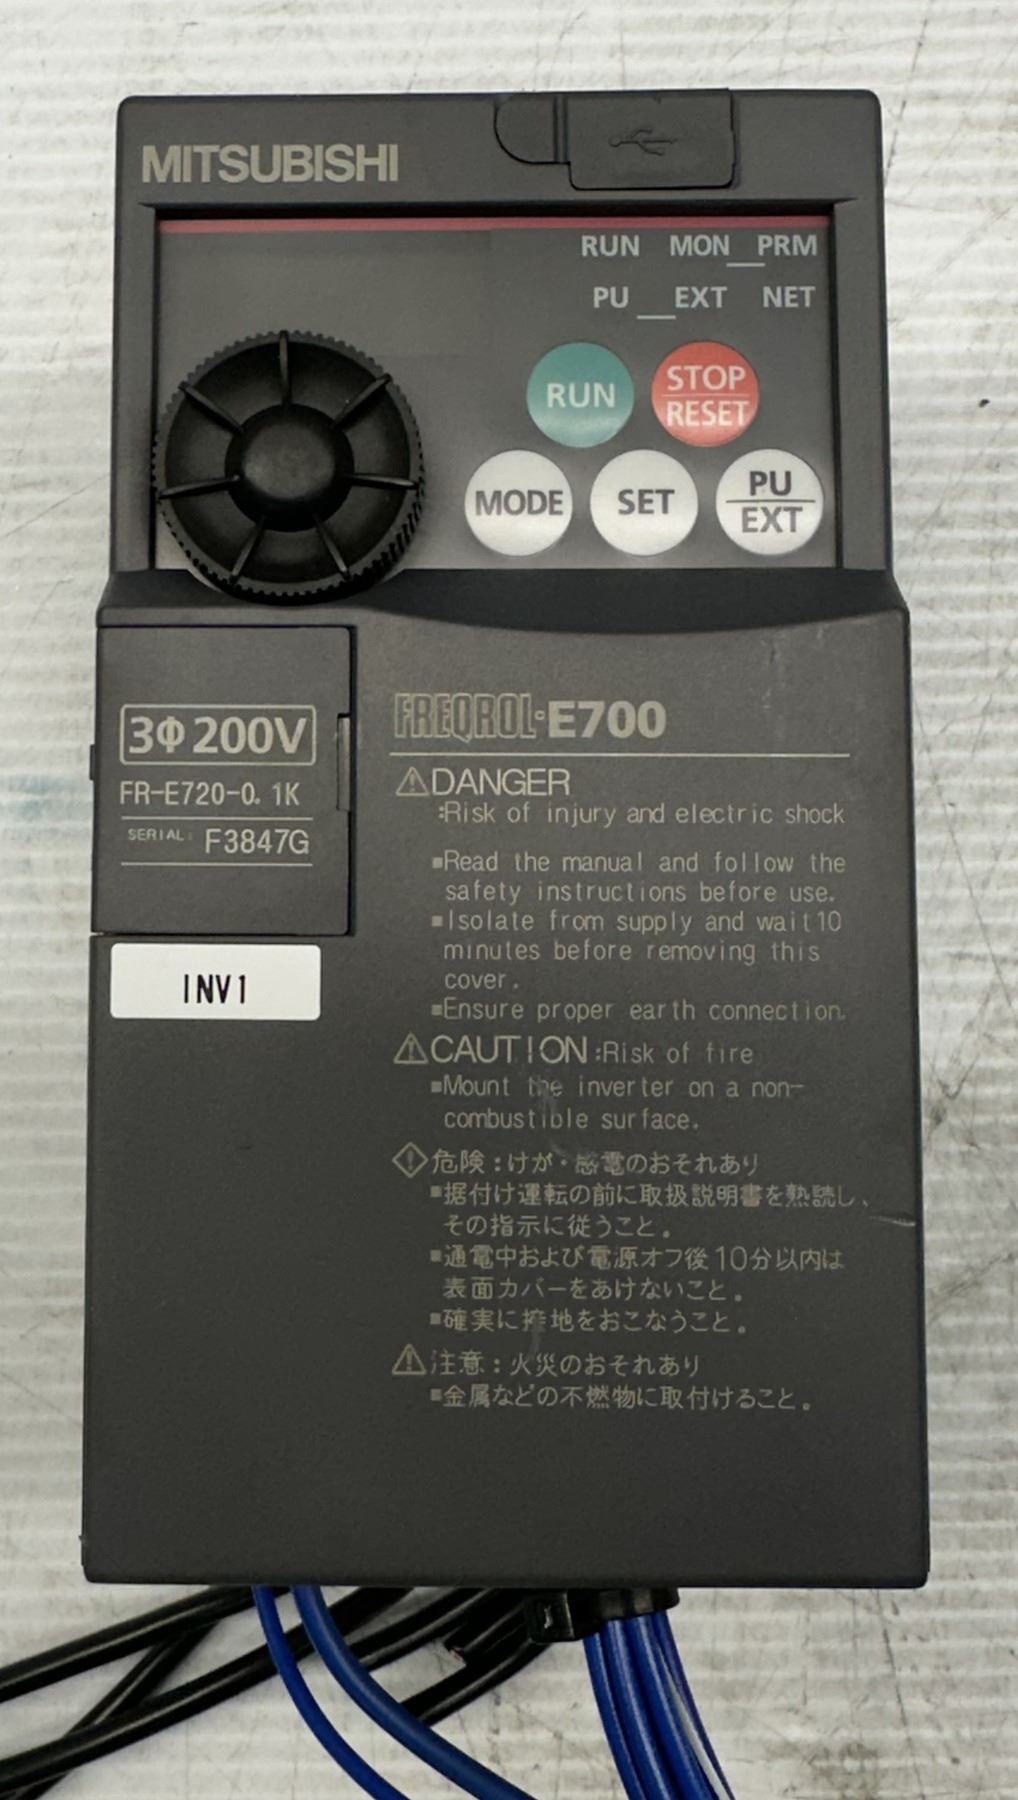 MITSUBISHI
RUN MON PRM
PU EXT NET
RUN
STOP
RESET
MODE
SET
PU
EXT
3Φ 200V
FR-E720-0.1K
SERIAL: F3847G
INV1
FREQROL-E700
⚠DANGER
:Risk of injury and electric shock
■Read the manual and follow the
safety instructions before use.
■Isolate from supply and wait 10
minutes before removing this
cover.
■Ensure proper earth connection.
⚠CAUTION :Risk of fire
■Mount the inverter on a non-
combustible surface.
危険：けが・感電のおそれあり
■据付け運転の前に取扱説明書を熟読し、
その指示に従うこと。
■通電中および電源オフ後10分以内は
表面カバーをあけないこと。
■確実に接地をおこなうこと。
⚠注意：火災のおそれあり
■金属などの不燃物に取付けること。